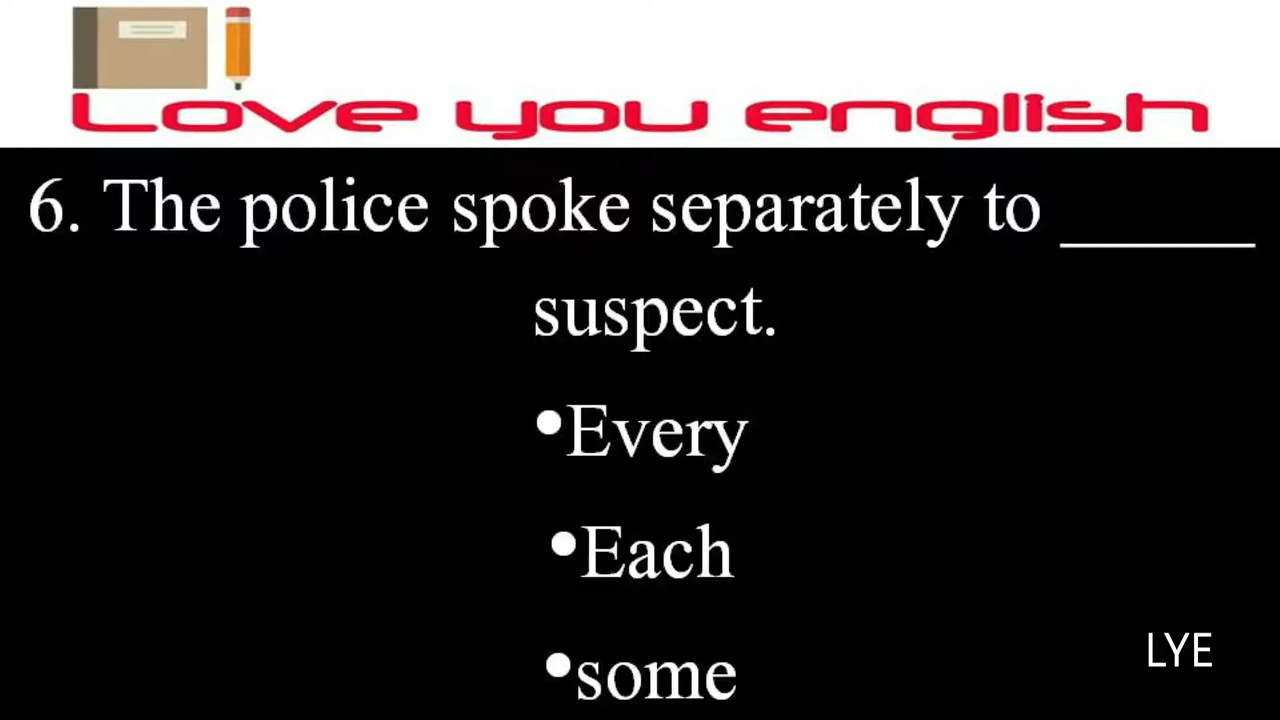 Love you english
6. The police spoke separately to ______
suspect.
•Every
•Each
•some
LYE